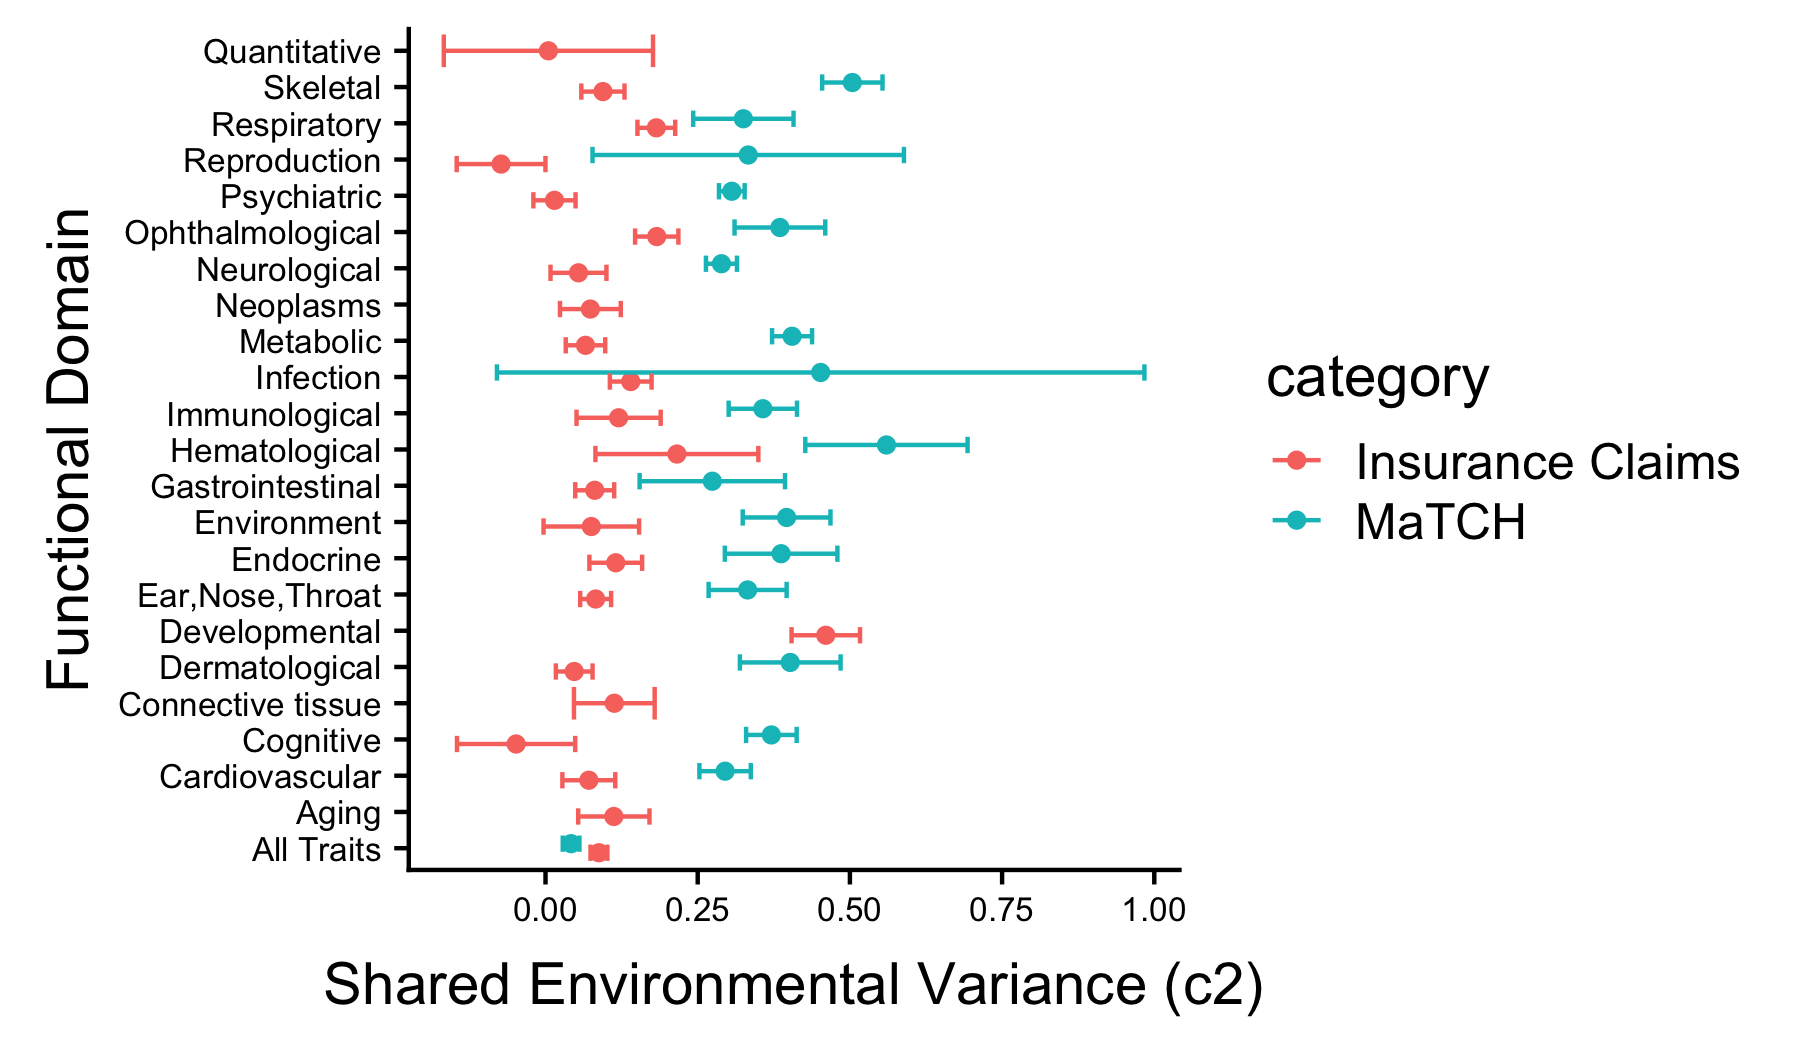 Functional Domain
Quantitative
Skeletal
Respiratory
Reproduction
Psychiatric
Ophthalmological
Neurological
Neoplasms
Metabolic
Infection
Immunological
Hematological
Gastrointestinal
Environment
Endocrine
Ear,Nose,Throat
Developmental
Dermatological
Connective tissue
Cognitive
Cardiovascular
Aging
All Traits
0.00 0.25 0.50 0.75 1.00
Shared Environmental Variance (c2)
category
Insurance Claims
MaTCH